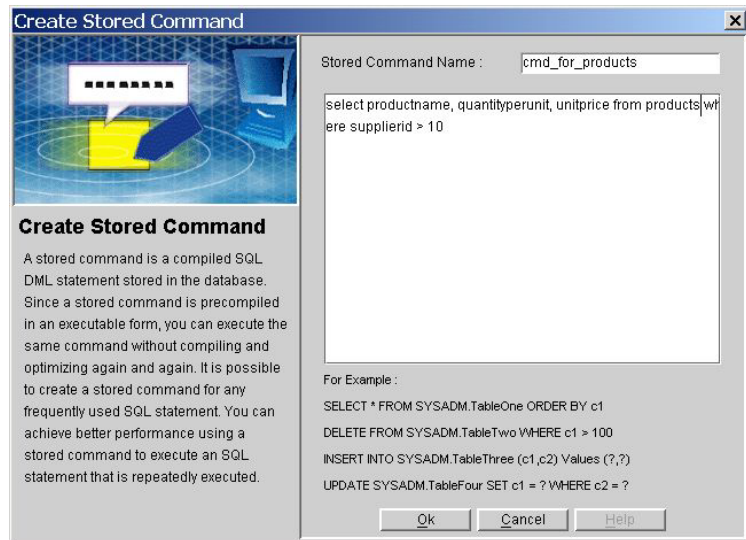 Create Stored Command
Stored Command Name :
cmd_for_products
select productname, quantityperunit, unitprice from products wh
ere supplierid > 10
Create Stored Command
A stored command is a compiled SQL
DML statement stored in the database.
Since a stored command is precompiled
in an executable form, you can execute the
same command without compiling and
optimizing again and again. It is possible
to create a stored command for any
frequently used SQL statement. You can
achieve better performance using a
stored command to execute an SQL
statement that is repeatedly executed.
For Example :
SELECT * FROM SYSADM.TableOne ORDER BY c1
DELETE FROM SYSADM.TableTwo WHERE c1 > 100
INSERT INTO SYSADM.TableThree (c1,c2) Values (?,?)
UPDATE SYSADM.TableFour SET c1 = ? WHERE c2 = ?
Ok
Cancel
Help